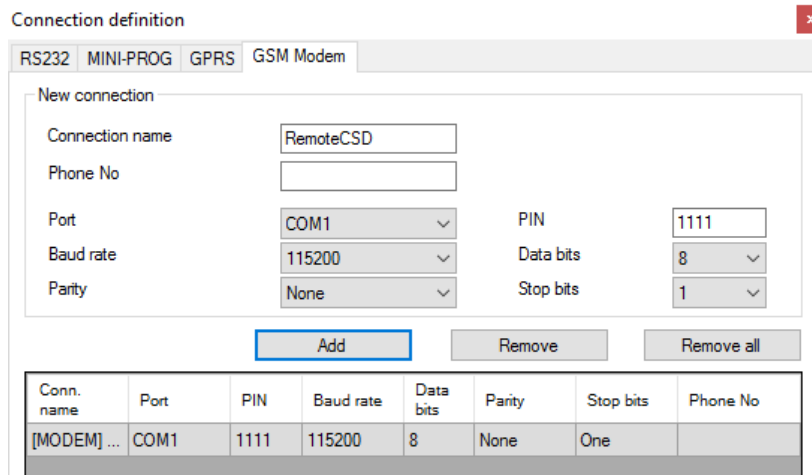 Connection definition
RS232 MINI-PROG GPRS GSM Modem
New connection
Connection name RemoteCSD
Phone No
Port COM1 PIN 1111
Baud rate 115200 Data bits 8
Parity None Stop bits 1
Add Remove Remove all
Conn. name Port PIN Baud rate Data bits Parity Stop bits Phone No
[MODEM] ... COM1 1111 115200 8 None One